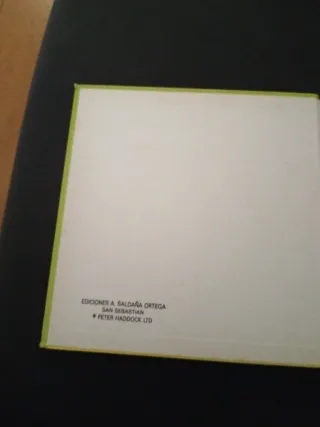 EDICIONES A. SALDAÑA ORTEGA
SAN SEBASTIAN
© PETER HADDOCK LTD